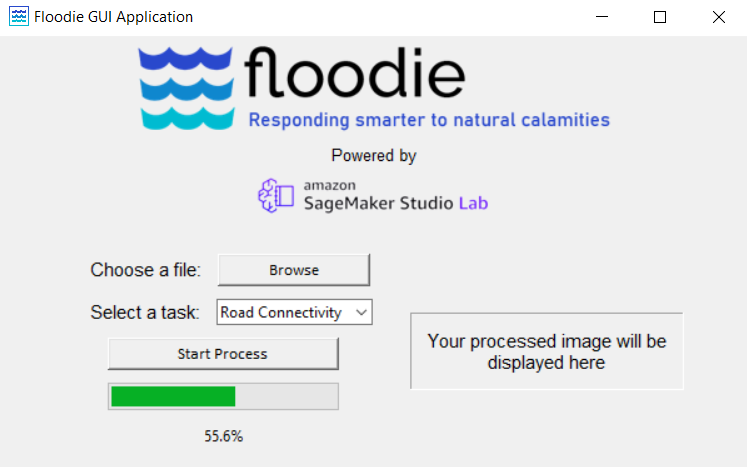 Floodie GUI Application
floodie
Responding smarter to natural calamities
Powered by
amazon
SageMaker Studio Lab
Choose a file:
Browse
Select a task:
Road Connectivity
Start Process
Your processed image will be
displayed here
55.6%